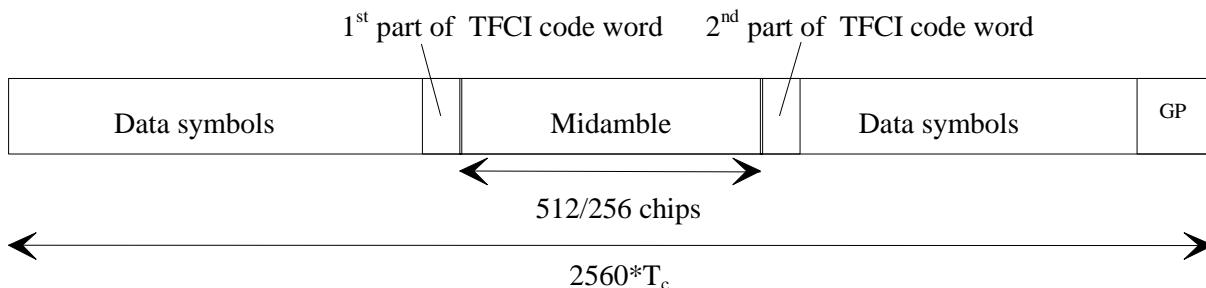 1st part of TFCI code word
2nd part of TFCI code word
Data symbols
Midamble
Data symbols
GP
512/256 chips
2560*Tc